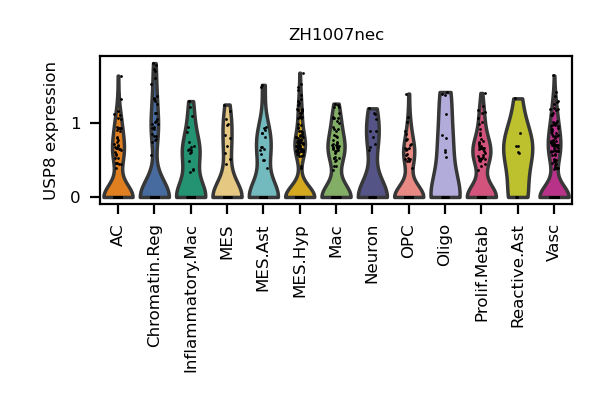 ZH1007nec
USP8 expression
1
0
AC
Chromatin.Reg
Inflammatory.Mac
MES
MES.Ast
MES.Hyp
Mac
Neuron
OPC
Oligo
Prolif.Metab
Reactive.Ast
Vasc